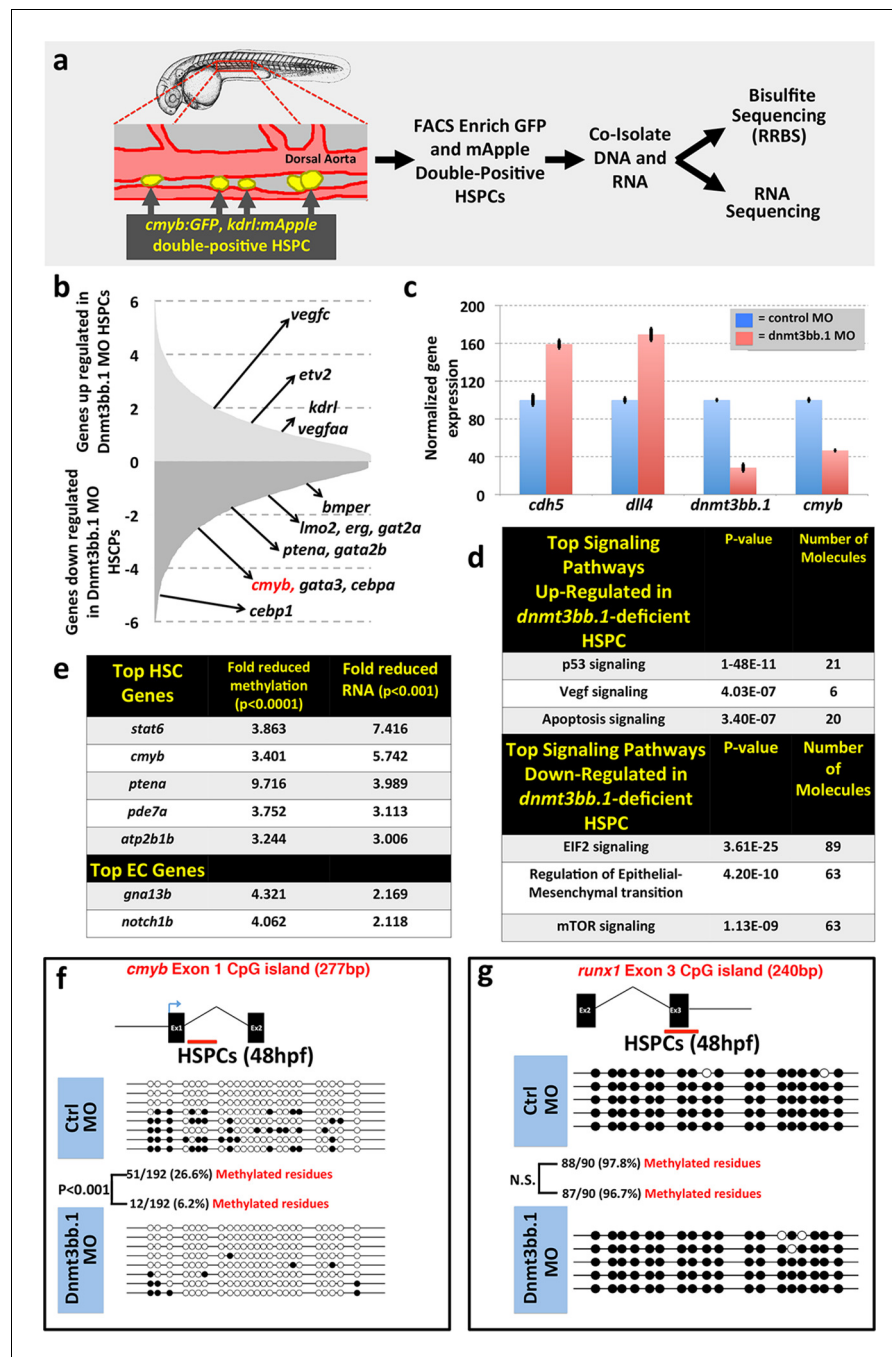 a
Dorsal Aorta
cmyb:GFP, kdrl:mApple
double-positive HSPC
FACS Enrich GFP
and mApple
Double-Positive
HSPCs
Co-Isolate
DNA and
RNA
Bisulfite
Sequencing
(RRBS)
RNA
Sequencing
b
Genes up regulated in
Dnmt3bb.1 MO HSPCs
Genes down regulated
in Dnmt3bb.1 MO
HSCPs
6
4
2
0
-2
-4
-6
vegfc
etv2
kdrl
vegfaa
bmper
lmo2, erg, gat2a
ptena, gata2b
cmyb, gata3, cebpa
cebp1
c
Normalized gene
expression
200
160
120
80
40
0
= control MO
= dnmt3bb.1 MO
cdh5 dll4 dnmt3bb.1 cmyb
d
Top Signaling
Pathways
Up-Regulated in
dnmt3bb.1-deficient
HSPC
P-value
Number of
Molecules
p53 signaling 1-48E-11 21
Vegf signaling 4.03E-07 6
Apoptosis signaling 3.40E-07 20
Top Signaling Pathways
Down-Regulated in
dnmt3bb.1-deficient
HSPC
P-value
Number
of
Molecules
EIF2 signaling 3.61E-25 89
Regulation of Epithelial-
Mesenchymal transition
4.20E-10 63
mTOR signaling 1.13E-09 63
e
Top HSC
Genes
Fold reduced
methylation
(p<0.0001)
Fold reduced
RNA (p<0.001)
stat6 3.863 7.416
cmyb 3.401 5.742
ptena 9.716 3.989
pde7a 3.752 3.113
atp2b1b 3.244 3.006
Top EC Genes
gna13b 4.321 2.169
notch1b 4.062 2.118
f
cmyb Exon 1 CpG island (277bp)
Ex1
Ex2
HSPCs (48hpf)
Ctrl
MO
51/192 (26.6%) Methylated residues
P<0.001
12/192 (6.2%) Methylated residues
Dnmt3bb.1
MO
g
runx1 Exon 3 CpG island (240bp)
Ex2
Ex3
HSPCs (48hpf)
Ctrl
MO
88/90 (97.8%) Methylated residues
N.S.
87/90 (96.7%) Methylated residues
Dnmt3bb.1
MO